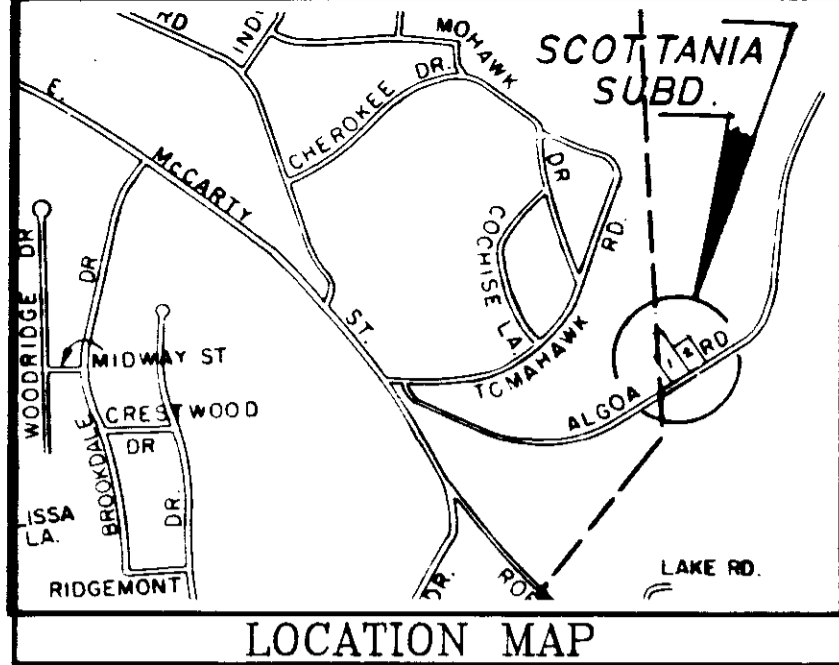 RD
IND
MOHAWK
SCOTTANIA
SUBD.
E.
McCARTY
ST.
CHEROKEE DR.
DR
COCHISE LA.
RD.
TOMAHAWK
WOODRIDGE DR
DR
MIDWAY ST
CRESTWOOD
DR
BROOKDALE
DR.
LISSA
LA.
RIDGEMONT
ALGOA RD
1
2
DR.
LAKE RD.
LOCATION MAP